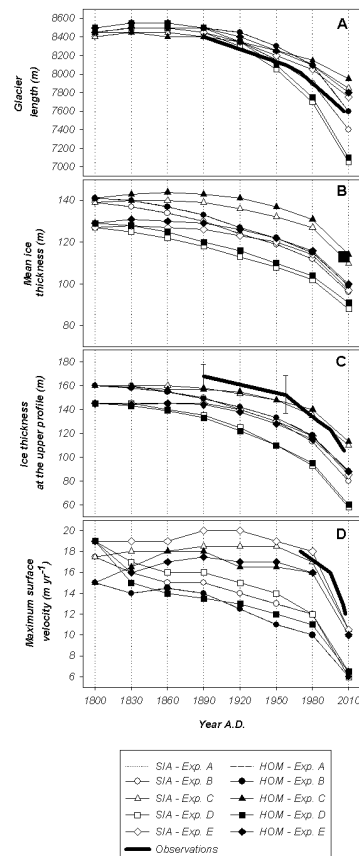 A
8600
8400
8200
8000
7800
7600
7400
7200
7000
Glacier
length (m)
B
140
120
100
80
Mean ice
thickness (m)
C
180
160
140
120
100
80
60
Ice thickness
at the upper profile (m)
D
22
20
18
16
14
12
10
8
6
Maximum surface
velocity (m yr-1)
1800 1830 1860 1890 1920 1950 1980 2010
Year A.D.
SIA - Exp. A HOM - Exp. A
SIA - Exp. B HOM - Exp. B
SIA - Exp. C HOM - Exp. C
SIA - Exp. D HOM - Exp. D
SIA - Exp. E HOM - Exp. E
Observations